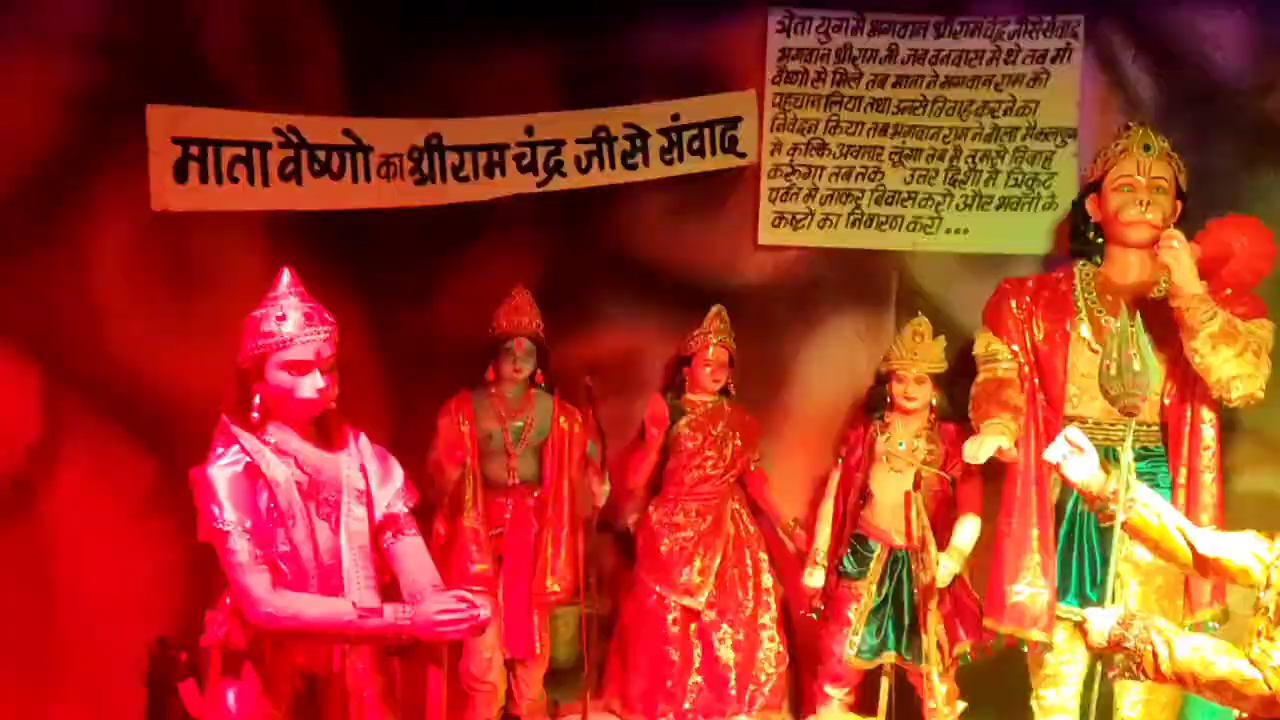 माता वैष्णो का श्रीराम चंद्र जी से संवाद
त्रेता युग मे भगवान श्रीरामचंद्र जी से संवाद
भगवान श्रीराम जी जब वनवास मे थे तब माँ
वैष्णो से मिले तब माता ने भगवान राम को
पहचान लिया तथा उनसे विवाह करने का
निवेदन किया तब भगवान राम ने बोला मै कलयुग
मे कल्कि अवतार लूंगा तब मै तुमसे विवाह
करूंगा तब तक उत्तर दिशा मे त्रिकुट
पर्वत मे जाकर निवास करो और भक्तो के
कष्टों का निवारण करो...